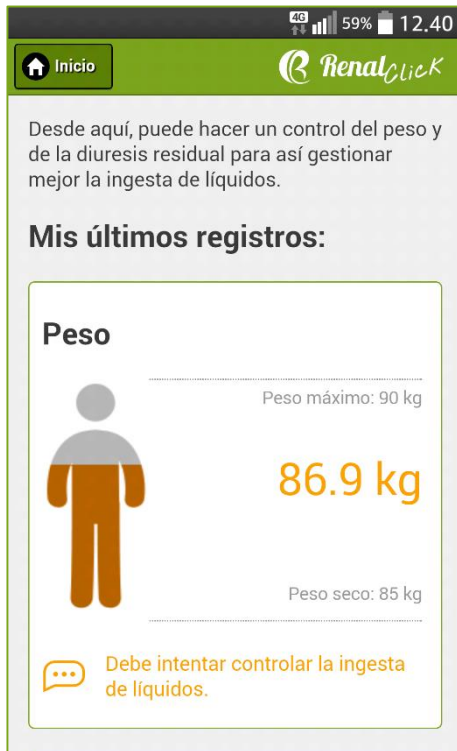 4G 59% 12.40
Inicio RenalClick
Desde aquí, puede hacer un control del peso y
de la diuresis residual para así gestionar
mejor la ingesta de líquidos.
Mis últimos registros:
Peso
Peso máximo: 90 kg
86.9 kg
Peso seco: 85 kg
Debe intentar controlar la ingesta
de líquidos.